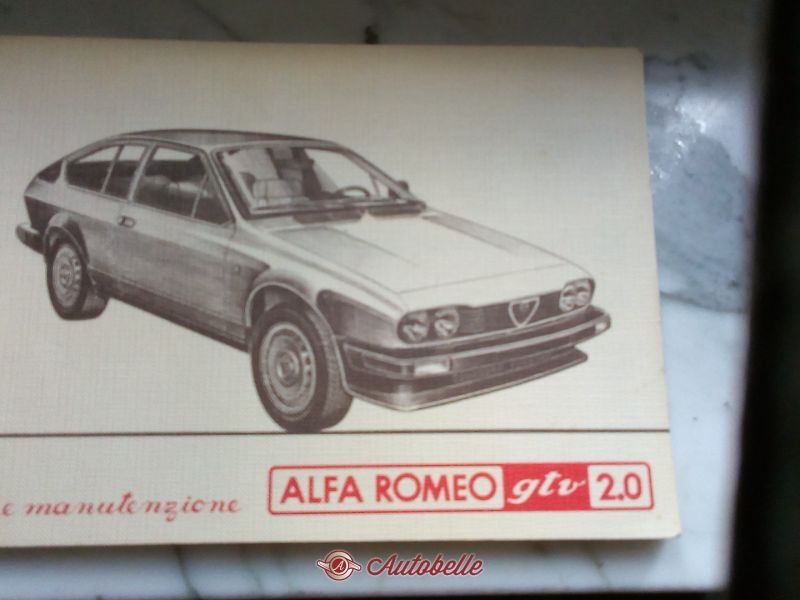 e manutenzione
ALFA ROMEO gtv 2.0
Autobelle